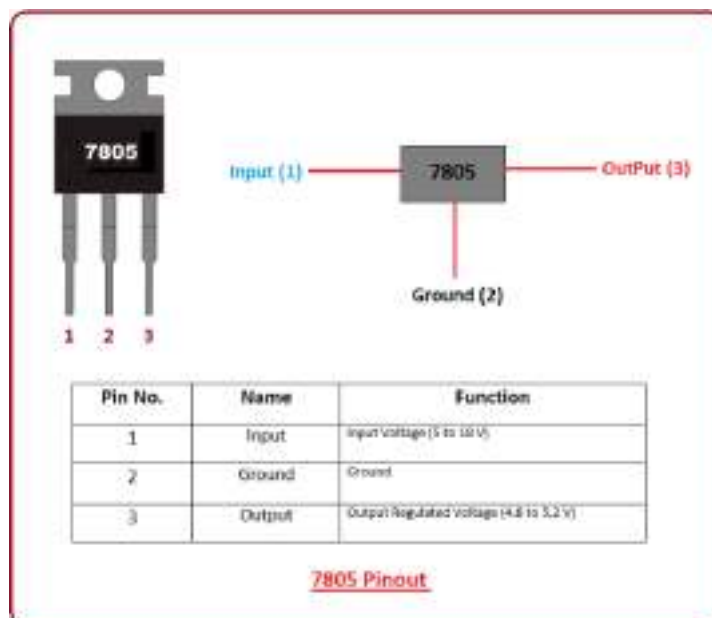 7805
Input (1) 7805 OutPut (3)
Ground (2)
1 2 3
Pin No. Name Function
1 Input Input Voltage (5 to 18 V)
2 Ground Ground
3 Output Output Regulated Voltage (4.8 to 5.2 V)
7805 Pinout